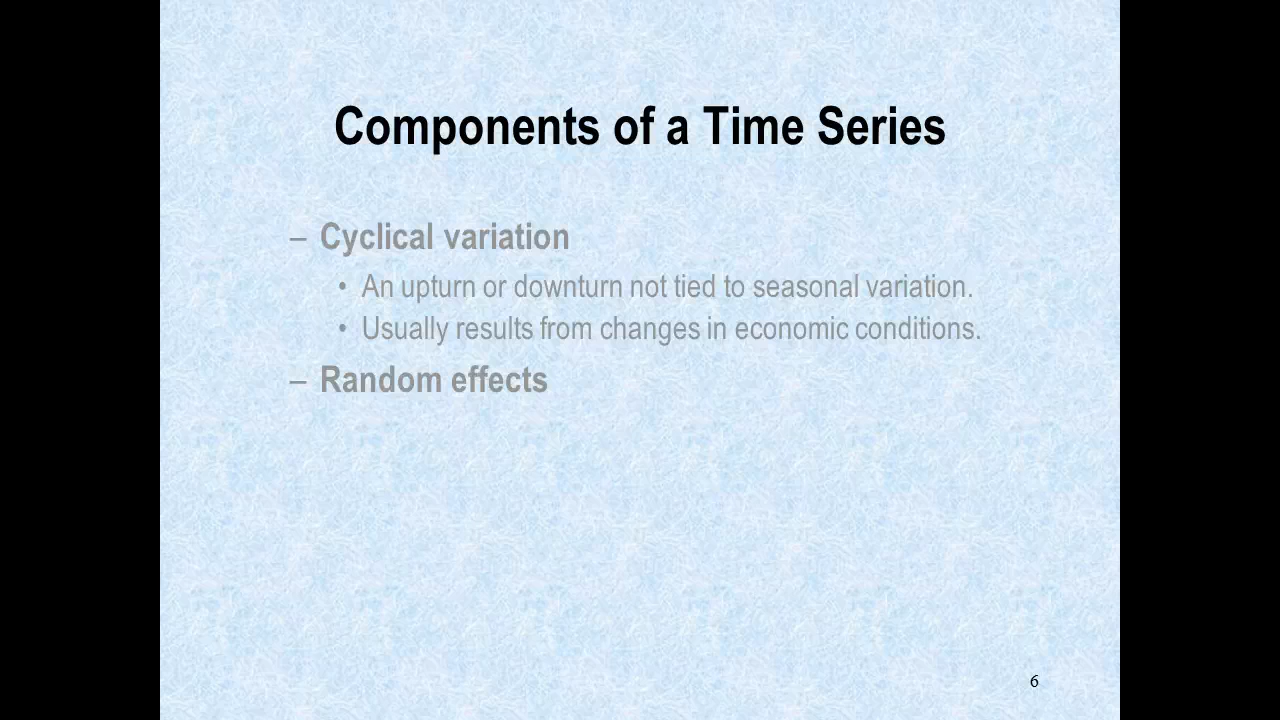 Components of a Time Series
– Cyclical variation
• An upturn or downturn not tied to seasonal variation.
• Usually results from changes in economic conditions.
– Random effects
6